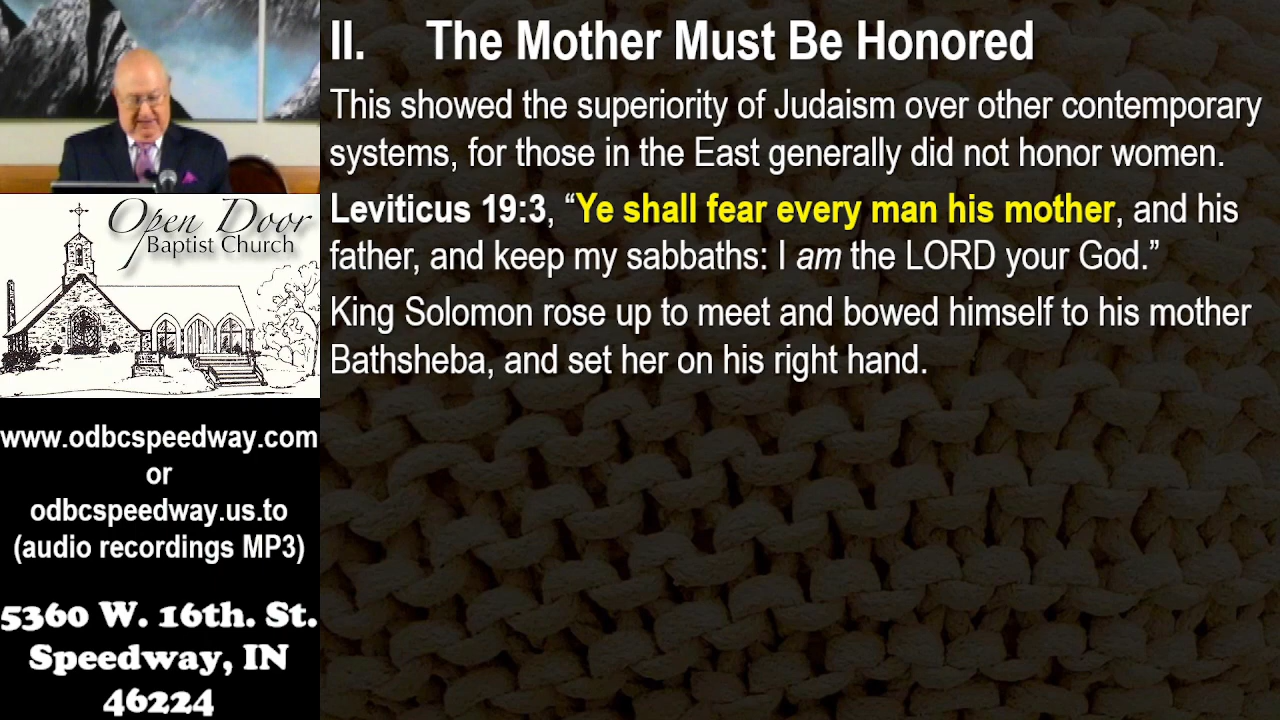 II. The Mother Must Be Honored
This showed the superiority of Judaism over other contemporary
systems, for those in the East generally did not honor women.
Leviticus 19:3, “Ye shall fear every man his mother, and his
father, and keep my sabbaths: I am the LORD your God.”
King Solomon rose up to meet and bowed himself to his mother
Bathsheba, and set her on his right hand.
Open Door
Baptist Church
www.odbcspeedway.com
or
odbcspeedway.us.to
(audio recordings MP3)
5360 W. 16th. St.
Speedway, IN
46224